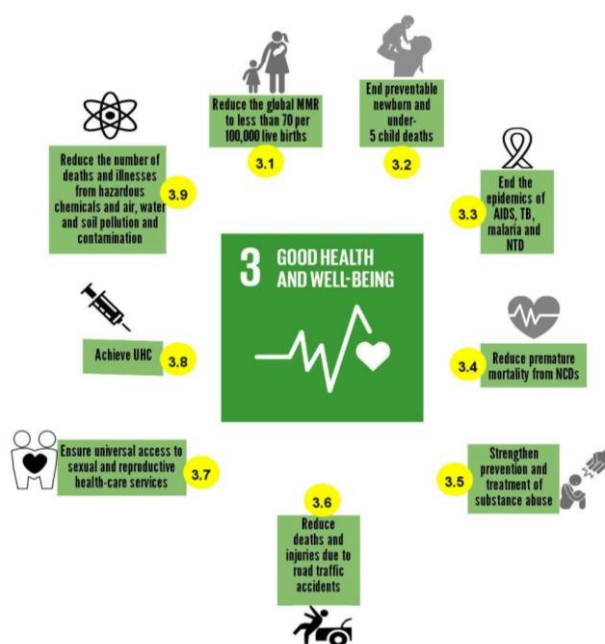 3 GOOD HEALTH
AND WELL-BEING
Reduce the global MMR
to less than 70 per
100,000 live births
3.1
End preventable
newborn and
under-
5 child deaths
3.2
End the
epidemics of
AIDS, TB,
malaria and
NTD
3.3
Reduce premature
mortality from NCDs
3.4
Strengthen
prevention and
treatment of
substance abuse
3.5
3.6
Reduce
deaths and
injuries due to
road traffic
accidents
Ensure universal access to
sexual and reproductive
health-care services
3.7
Achieve UHC
3.8
Reduce the number of
deaths and illnesses
from hazardous
chemicals and air, water
and soil pollution and
contamination
3.9